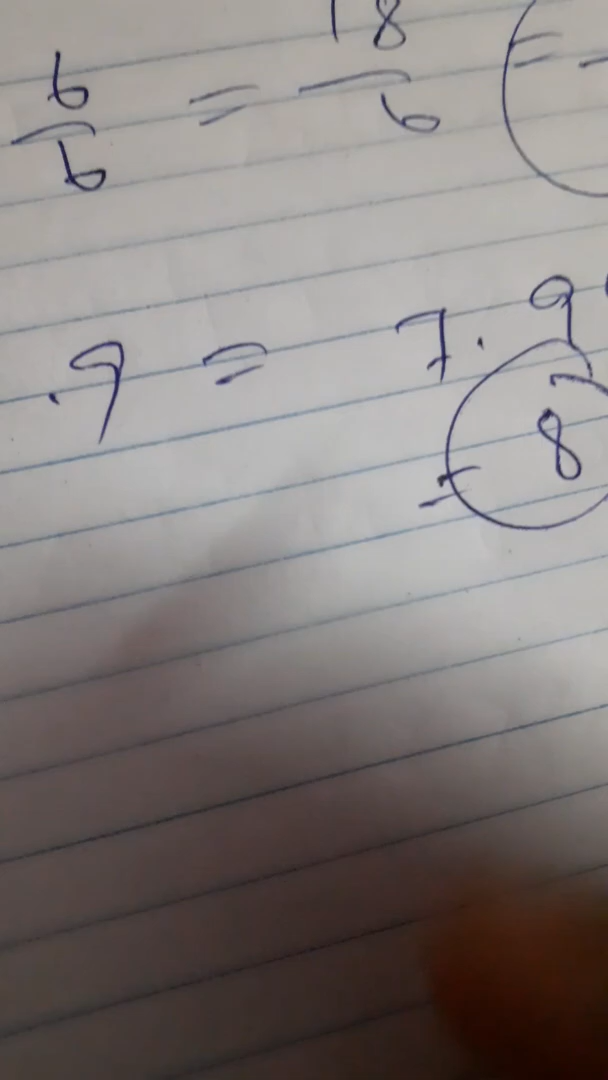 6/6 = 18/6 =
.9 = 7.9
= 8